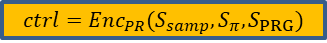 ctrl = Enc_PR(S_samp, S_π, S_PRG)